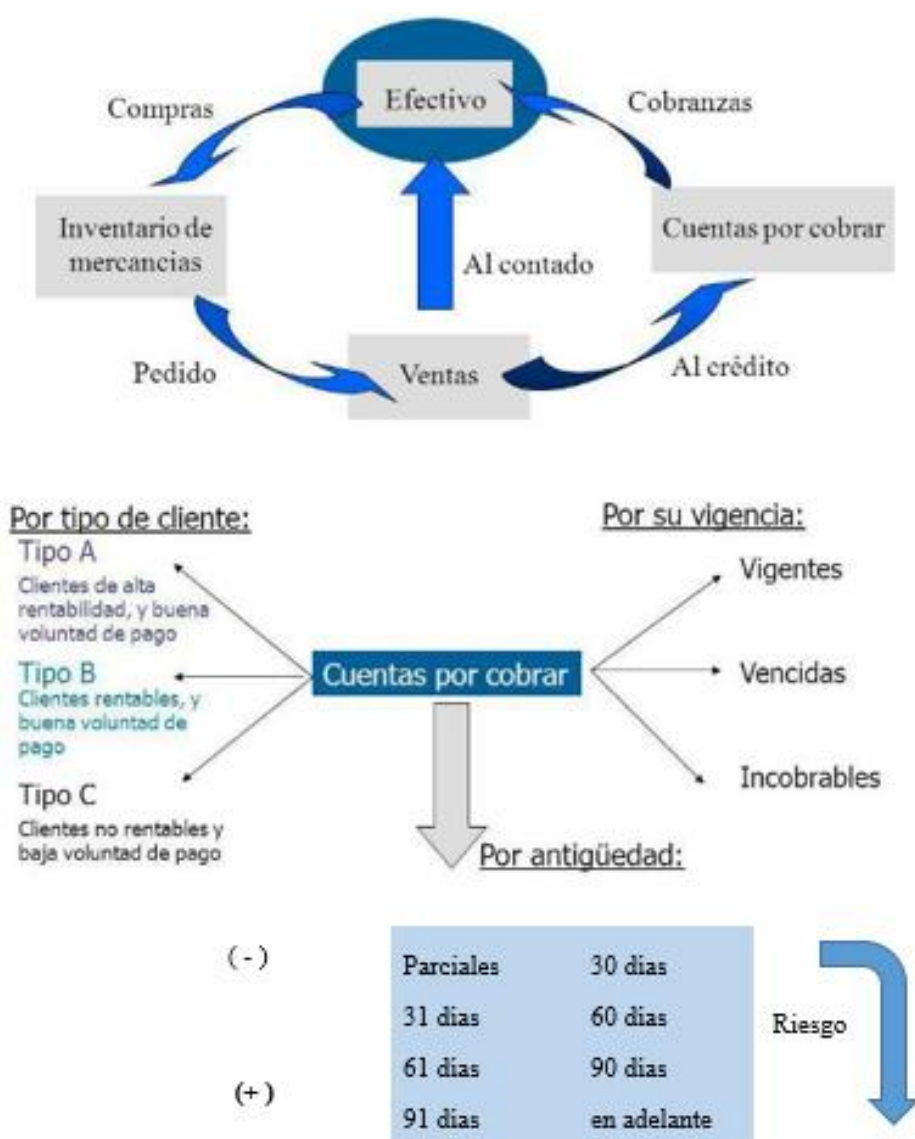 Efectivo
Compras
Cobranzas
Inventario de
mercancias
Cuentas por cobrar
Al contado
Pedido
Ventas
Al crédito
Por tipo de cliente:
Tipo A
Clientes de alta
rentabilidad, y buena
voluntad de pago
Tipo B
Clientes rentables, y
buena voluntad de
pago
Tipo C
Clientes no rentables y
baja voluntad de pago
Cuentas por cobrar
Por su vigencia:
Vigentes
Vencidas
Incobrables
Por antigüedad:
( - )
(+ )
Parciales 30 dias
31 dias 60 dias
61 dias 90 dias
91 dias en adelante
Riesgo